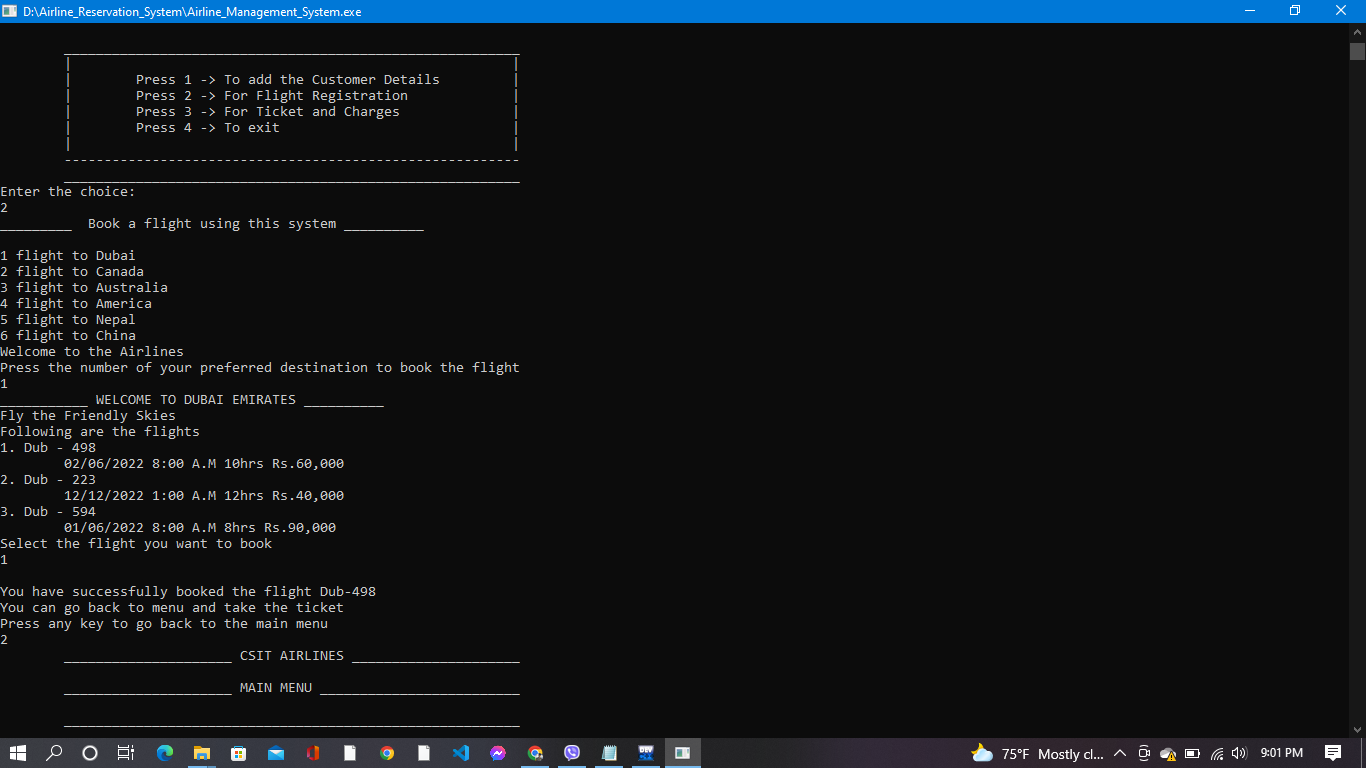 D:\Airline_Reservation_System\Airline_Management_System.exe
Press 1 -> To add the Customer Details
Press 2 -> For Flight Registration
Press 3 -> For Ticket and Charges
Press 4 -> To exit
Enter the choice:
2
_________ Book a flight using this system __________
1 flight to Dubai
2 flight to Canada
3 flight to Australia
4 flight to America
5 flight to Nepal
6 flight to China
Welcome to the Airlines
Press the number of your preferred destination to book the flight
1
___________ WELCOME TO DUBAI EMIRATES __________
Fly the Friendly Skies
Following are the flights
1. Dub - 498
02/06/2022 8:00 A.M 10hrs Rs.60,000
2. Dub - 223
12/12/2022 1:00 A.M 12hrs Rs.40,000
3. Dub - 594
01/06/2022 8:00 A.M 8hrs Rs.90,000
Select the flight you want to book
1
You have successfully booked the flight Dub-498
You can go back to menu and take the ticket
Press any key to go back to the main menu
2
_____________________ CSIT AIRLINES _____________________
_____________________ MAIN MENU _________________________
75°F Mostly cl... 9:01 PM